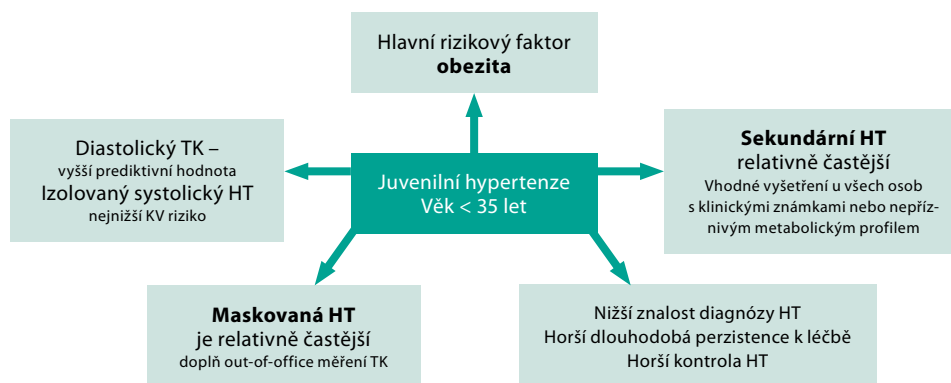 Hlavní rizikový faktor
obezita
Diastolický TK –
vyšší prediktivní hodnota
Izolovaný systolický HT
nejnižší KV riziko
Juvenilní hypertenze
Věk < 35 let
Sekundární HT
relativně častější
Vhodné vyšetření u všech osob
s klinickými známkami nebo nepříz-
nivým metabolickým profilem
Maskovaná HT
je relativně častější
doplň out-of-office měření TK
Nižší znalost diagnózy HT
Horší dlouhodobá perzistence k léčbě
Horší kontrola HT